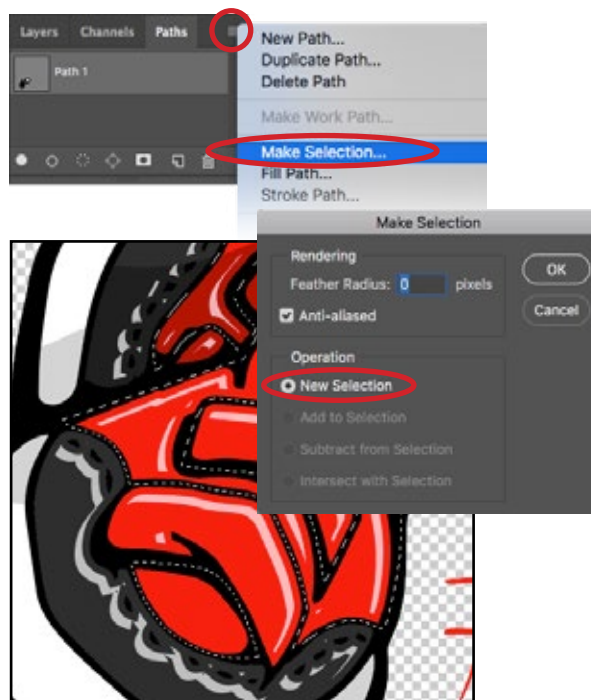 Layers Channels Paths
Path 1
New Path...
Duplicate Path...
Delete Path
Make Work Path...
Make Selection...
Fill Path...
Stroke Path...
Make Selection
Rendering
Feather Radius: 0 pixels
Anti-aliased
OK
Cancel
Operation
New Selection
Add to Selection
Subtract from Selection
Intersect with Selection